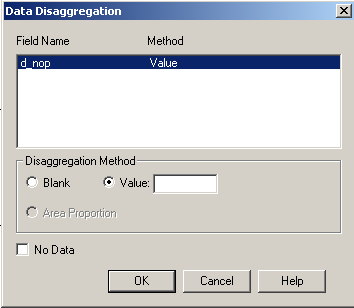 Data Disaggregation
Field Name Method
d_nop Value
Disaggregation Method
Blank Value:
Area Proportion
No Data
OK Cancel Help